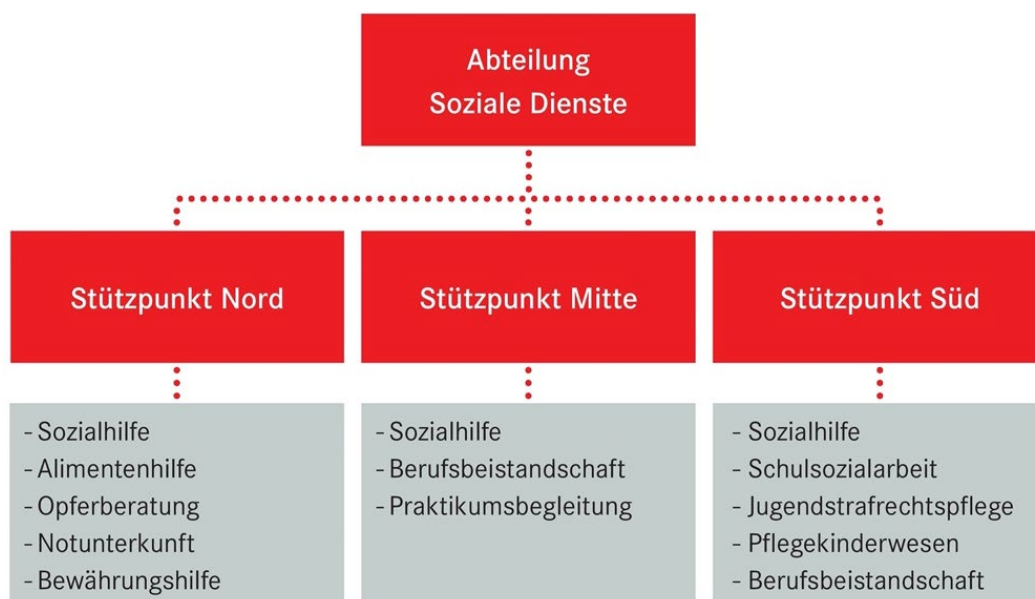 Abteilung
Soziale Dienste
Stützpunkt Nord
- Sozialhilfe
- Alimentenhilfe
- Opferberatung
- Notunterkunft
- Bewährungshilfe
Stützpunkt Mitte
- Sozialhilfe
- Berufsbeistandschaft
- Praktikumsbegleitung
Stützpunkt Süd
- Sozialhilfe
- Schulsozialarbeit
- Jugendstrafrechtspflege
- Pflegekinderwesen
- Berufsbeistandschaft